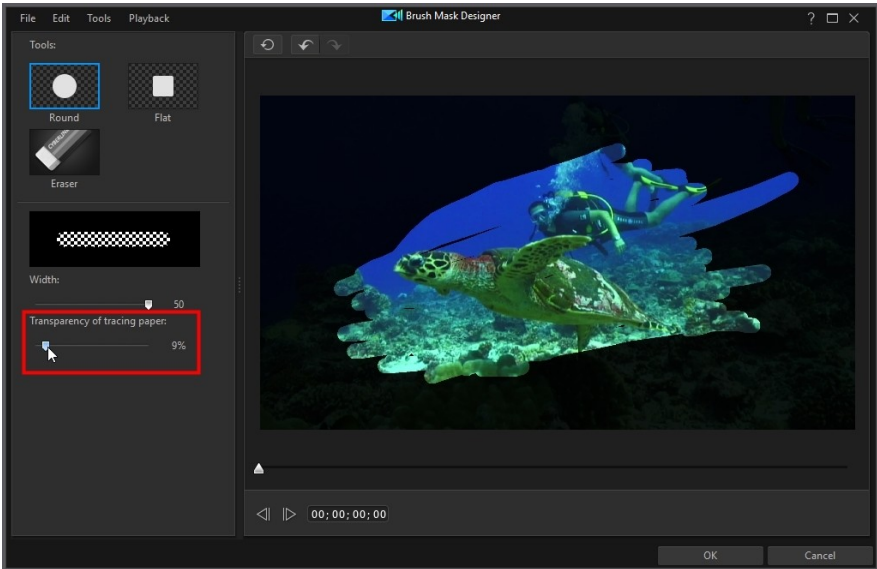 File Edit Tools Playback
Brush Mask Designer
?
Tools:
Round
Flat
Eraser
Width:
50
Transparency of tracing paper:
9%
00;00;00;00
OK
Cancel